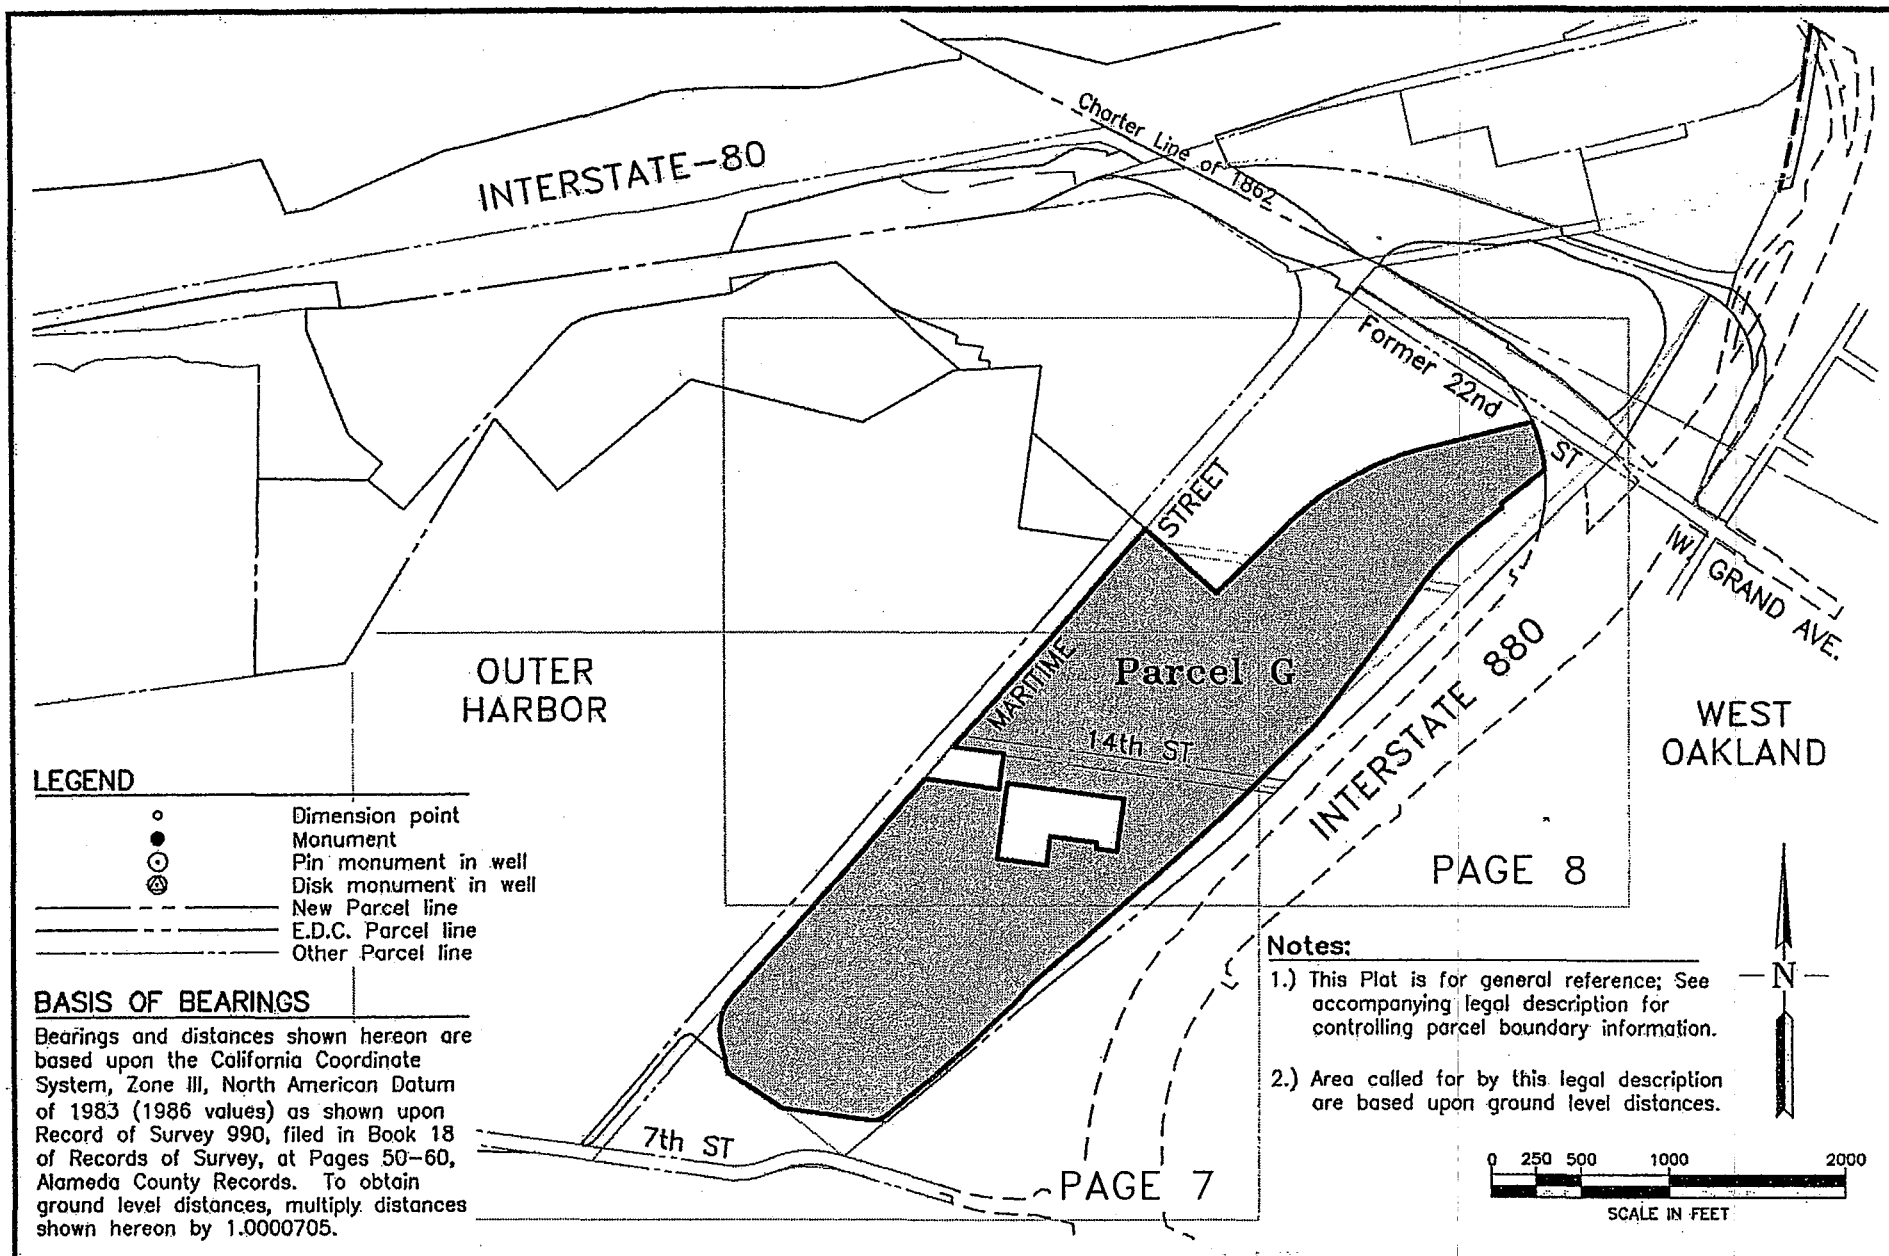 INTERSTATE-80
Charter Line of 1862
Former 22nd ST
STREET
MARITIME
Parcel G
14th ST
OUTER
HARBOR
INTERSTATE 880
W. GRAND AVE.
WEST
OAKLAND
PAGE 8
LEGEND
Dimension point
Monument
Pin monument in well
Disk monument in well
New Parcel line
E.D.C. Parcel line
Other Parcel line
BASIS OF BEARINGS
Bearings and distances shown hereon are
based upon the California Coordinate
System, Zone III, North American Datum
of 1983 (1986 values) as shown upon
Record of Survey 990, filed in Book 18
of Records of Survey, at Pages 50-60,
Alameda County Records. To obtain
ground level distances, multiply distances
shown hereon by 1.0000705.
7th ST
PAGE 7
Notes:
1.) This Plat is for general reference; See
accompanying legal description for
controlling parcel boundary information.
2.) Area called for by this legal description
are based upon ground level distances.
N
0 250 500 1000 2000
SCALE IN FEET